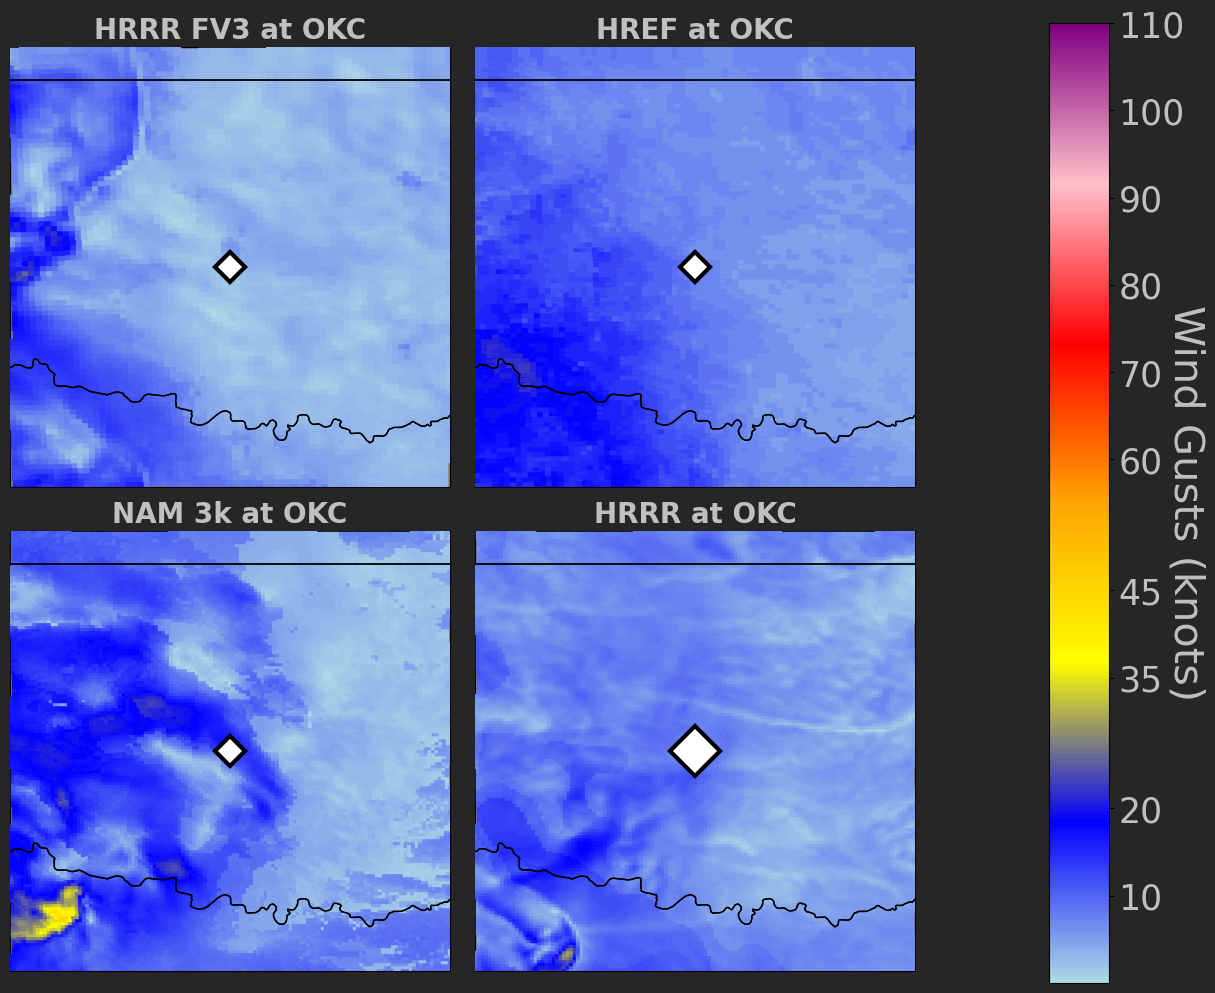 HRRR FV3 at OKC
HREF at OKC
NAM 3k at OKC
HRRR at OKC
110
100
90
80
70
60
45
35
20
10
Wind Gusts (knots)